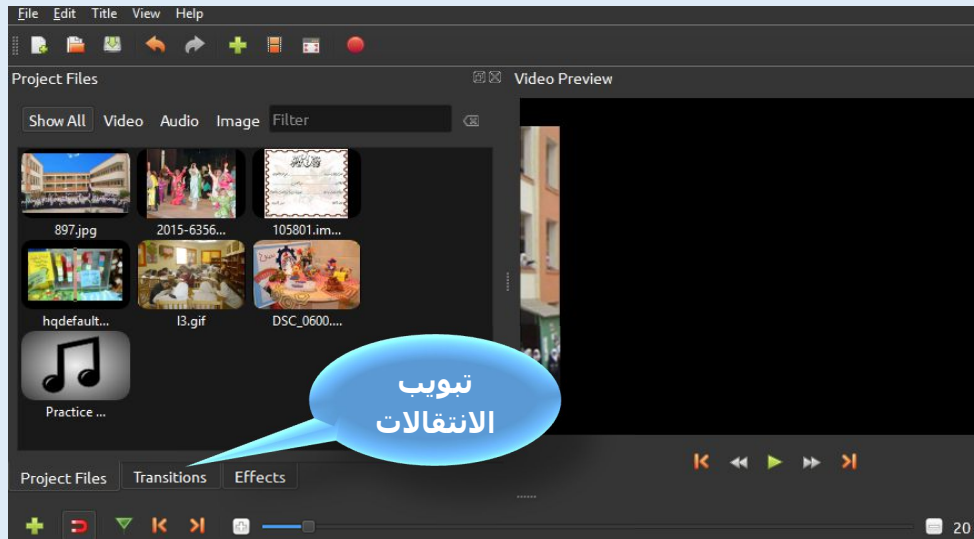 File Edit Title View Help
Project Files
Video Preview
Show All Video Audio Image Filter
897.jpg 2015-6356... 105801.im...
hqdefault... l3.gif DSC_0600....
Practice ...
تبويب
الانتقالات
Project Files Transitions Effects
20